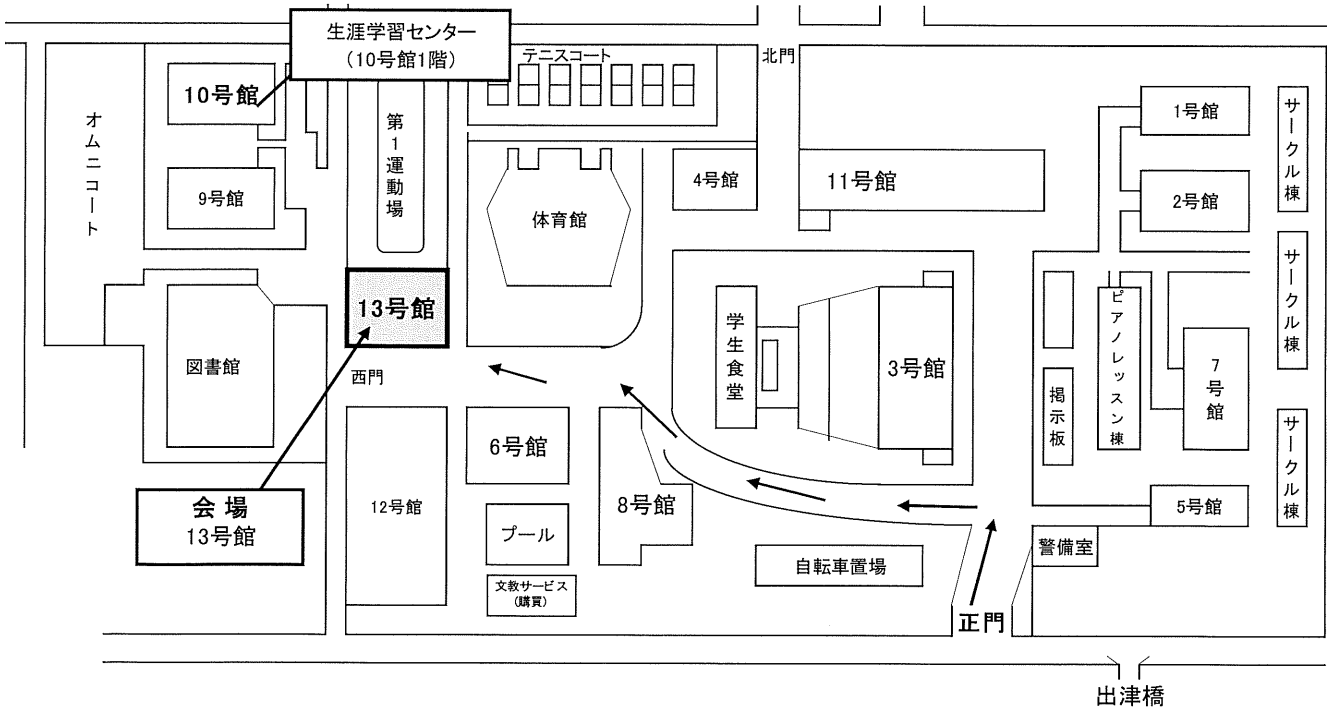 生涯学習センター
(10号館1階)
テニスコート
北門
10号館
オムニコート
第1運動場
1号館
サークル棟
9号館
体育館
4号館
11号館
2号館
13号館
サークル棟
図書館
西門
学生食堂
3号館
ピアノレッスン棟
7号館
掲示板
6号館
サークル棟
会場
13号館
12号館
プール
8号館
5号館
文教サービス
(購買)
自転車置場
警備室
正門
出津橋